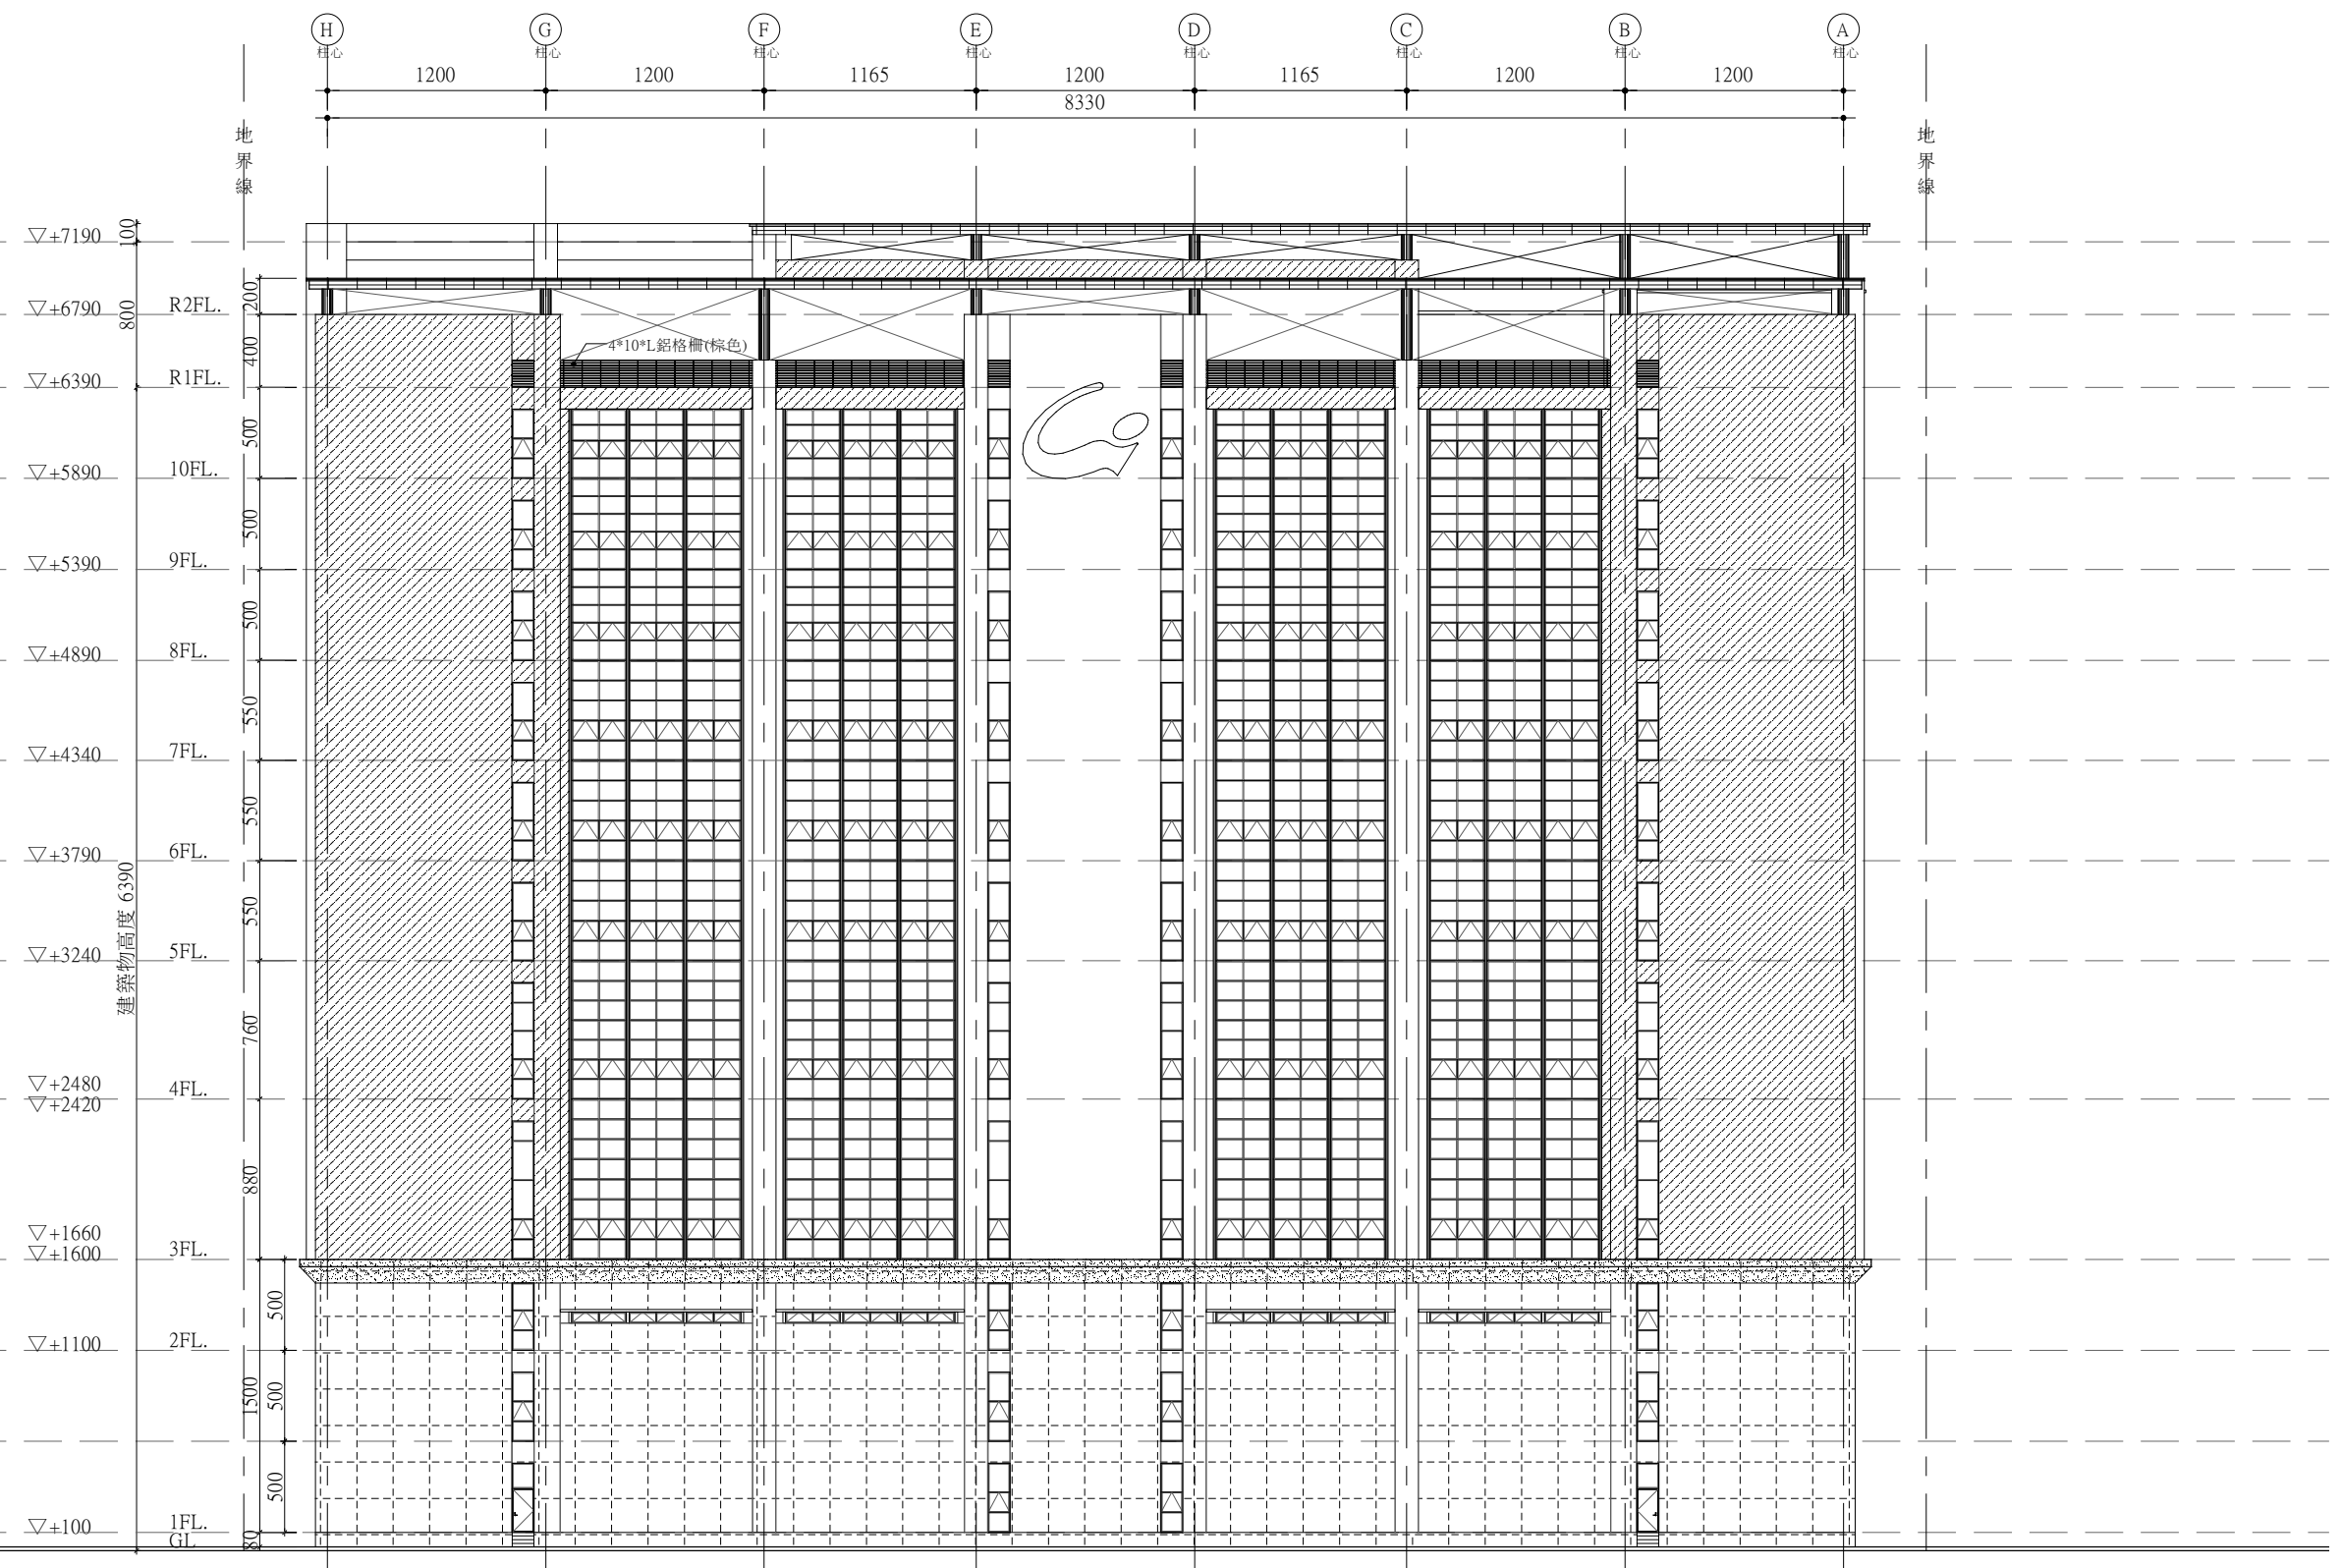 H G F E D C B A
柱心 柱心 柱心 柱心 柱心 柱心 柱心 柱心
1200 1200 1165 1200 1165 1200 1200
8330
地界線 地界線
100
▽+7190
800
200
▽+6790 R2FL.
400
4*10*L鋁格柵(棕色)
▽+6390 R1FL.
500
▽+5890 10FL.
500
▽+5390 9FL.
500
▽+4890 8FL.
550
▽+4340 7FL.
550
▽+3790 6FL.
建築物高度 6390
550
▽+3240 5FL.
760
▽+2480 4FL.
▽+2420
880
▽+1660
▽+1600 3FL.
500
▽+1100 2FL.
1500 500
500
▽+100 1FL.
GL
80